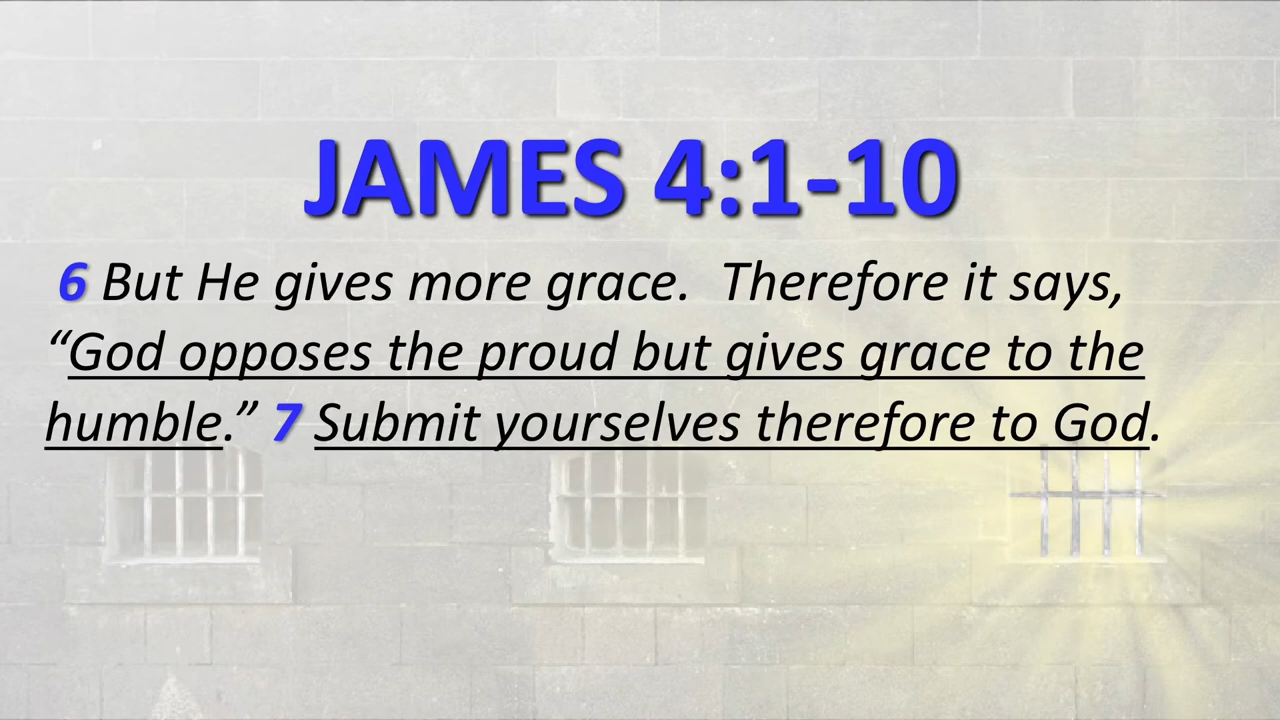 JAMES 4:1-10
6 But He gives more grace.  Therefore it says,
“God opposes the proud but gives grace to the
humble.” 7 Submit yourselves therefore to God.